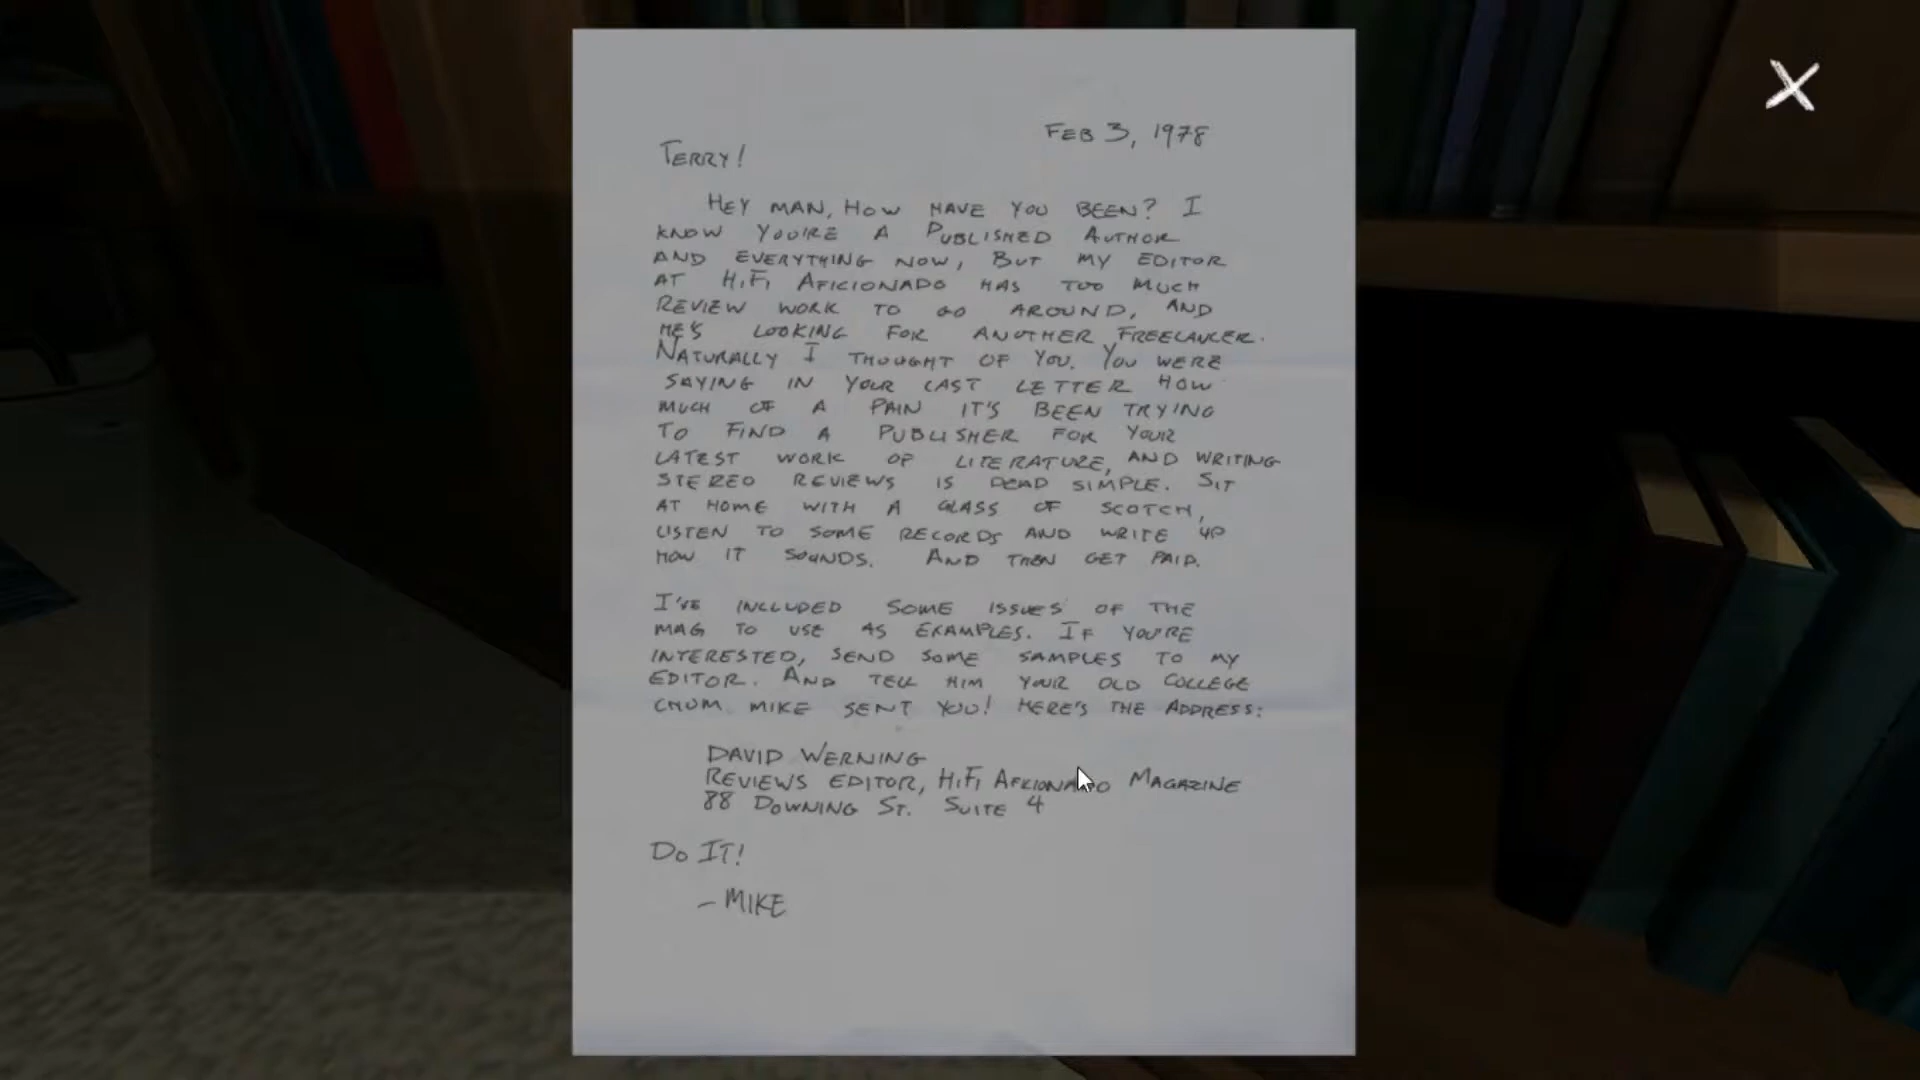 FEB 3, 1978
TERRY!
HEY MAN, HOW HAVE YOU BEEN? I
KNOW YOU'RE A PUBLISHED AUTHOR
AND EVERYTHING NOW, BUT MY EDITOR
AT HIFI AFICIONADO HAS TOO MUCH
REVIEW WORK TO GO AROUND, AND
HE'S LOOKING FOR ANOTHER FREELANCER.
NATURALLY I THOUGHT OF YOU. YOU WERE
SAYING IN YOUR LAST LETTER HOW
MUCH OF A PAIN IT'S BEEN TRYING
TO FIND A PUBLISHER FOR YOUR
LATEST WORK OF LITERATURE, AND WRITING
STEREO REVIEWS IS DEAD SIMPLE. SIT
AT HOME WITH A GLASS OF SCOTCH,
LISTEN TO SOME RECORDS AND WRITE UP
HOW IT SOUNDS. AND THEN GET PAID.
I'VE INCLUDED SOME ISSUES OF THE
MAG TO USE AS EXAMPLES. IF YOU'RE
INTERESTED, SEND SOME SAMPLES TO MY
EDITOR. AND TELL HIM YOUR OLD COLLEGE
CHUM MIKE SENT YOU! HERE'S THE ADDRESS:
DAVID WERNING
REVIEWS EDITOR, HIFI AFICIONADO MAGAZINE
88 DOWNING ST. SUITE 4
DO IT!
- MIKE